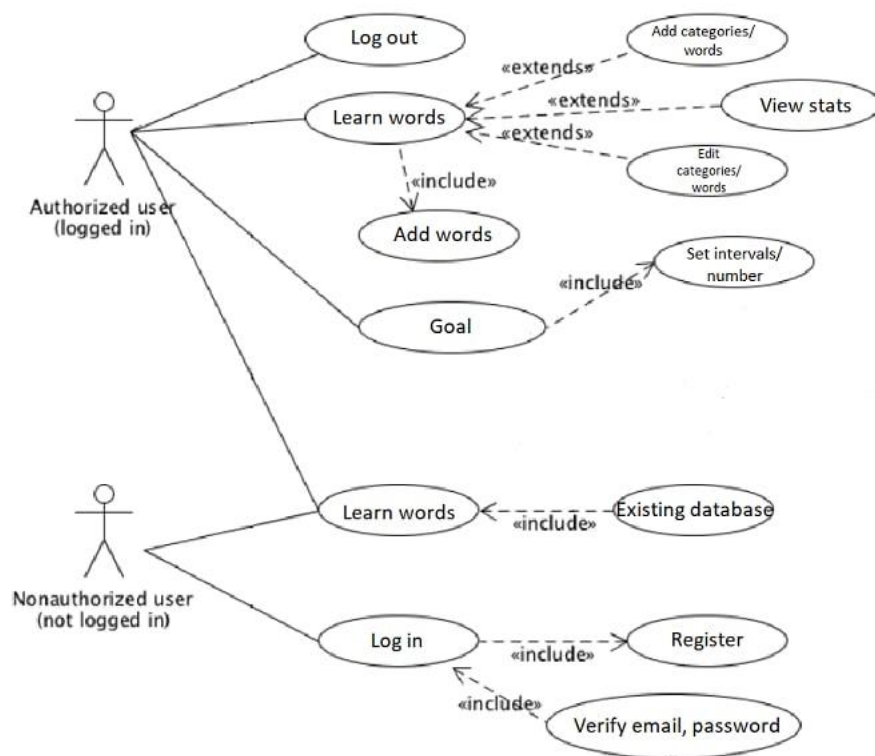 Log out
Add categories/
words
«extends»
«extends»
View stats
Learn words
«extends»
Edit
categories/
words
«include»
Authorized user
(logged in)
Add words
Set intervals/
number
«include»
Goal
Learn words
«include»
Existing database
Nonauthorized user
(not logged in)
Log in
«include»
Register
«include»
Verify email, password